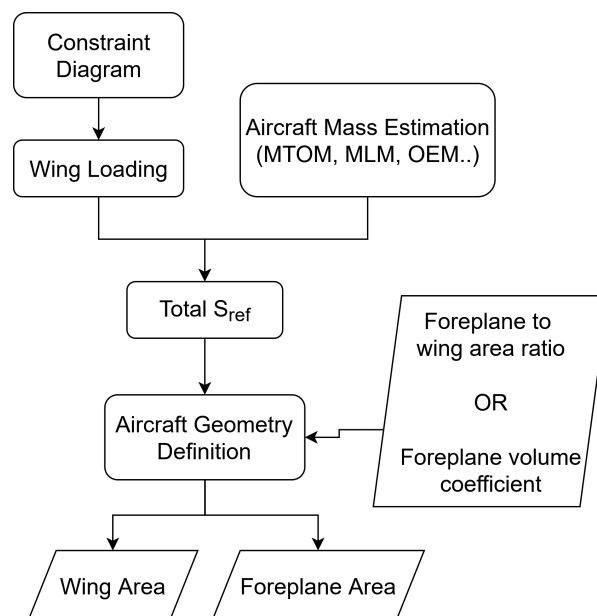 Constraint
Diagram
Aircraft Mass Estimation
(MTOM, MLM, OEM..)
Wing Loading
Total Sref
Foreplane to
wing area ratio
OR
Foreplane volume
coefficient
Aircraft Geometry
Definition
Wing Area
Foreplane Area